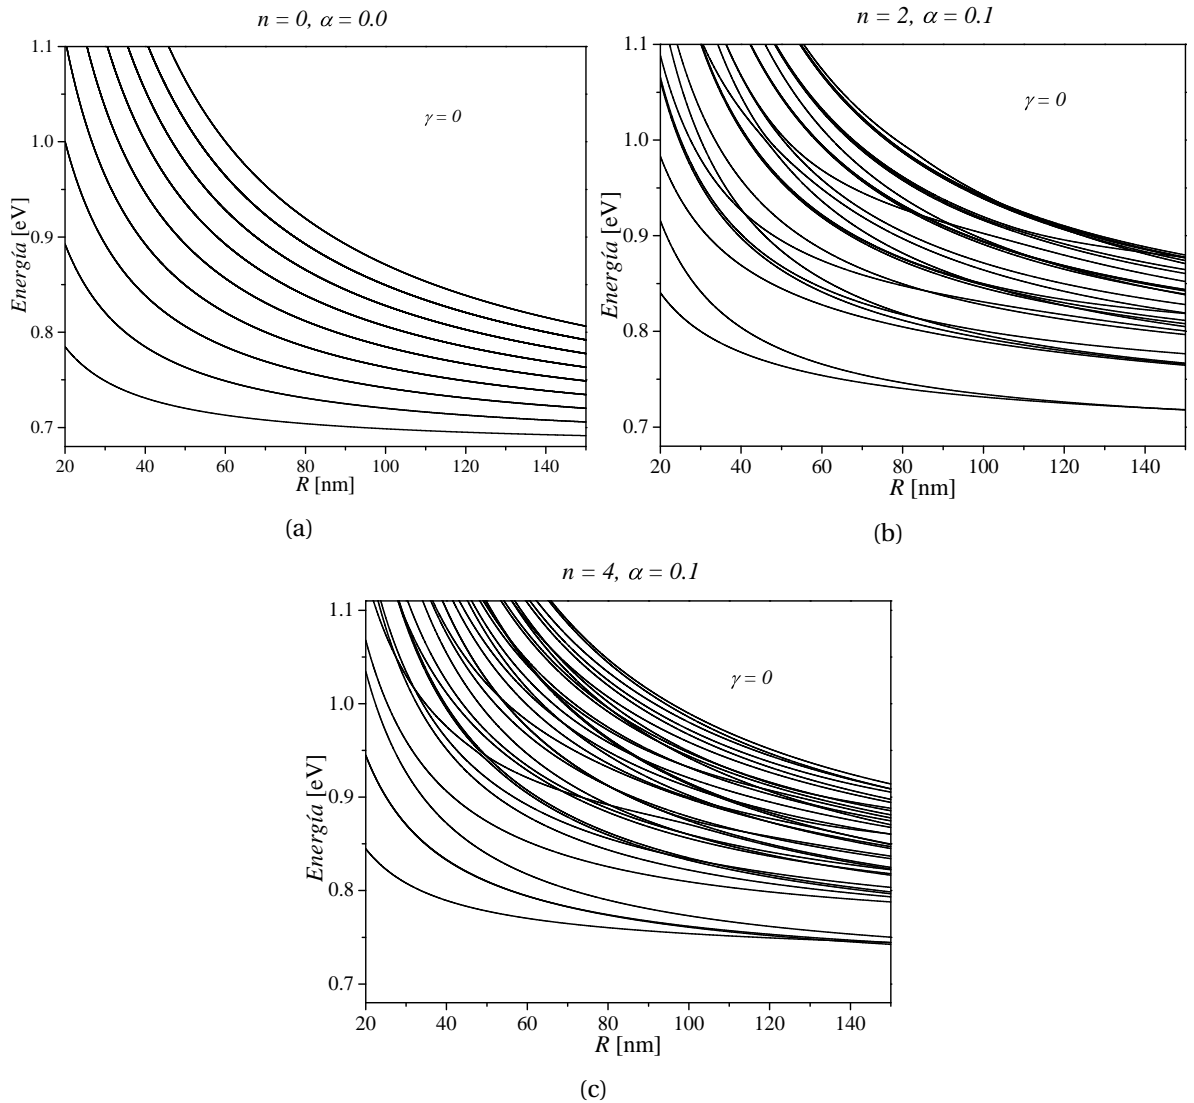 n = 0, α = 0.0
1.1
1.0
0.9
0.8
0.7
Energía [eV]
γ = 0
20 40 60 80 100 120 140
R [nm]
(a)
n = 2, α = 0.1
1.1
1.0
0.9
0.8
0.7
Energía [eV]
γ = 0
20 40 60 80 100 120 140
R [nm]
(b)
n = 4, α = 0.1
1.1
1.0
0.9
0.8
0.7
Energía [eV]
γ = 0
20 40 60 80 100 120 140
R [nm]
(c)